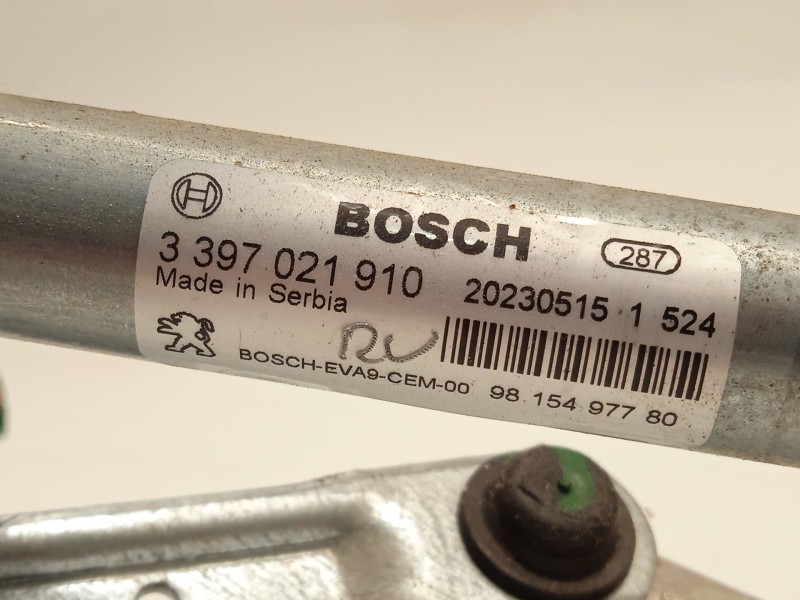 BOSCH
287
3 397 021 910
20230515 1 524
Made in Serbia
RV
BOSCH-EVA9-CEM-00 98 154 977 80